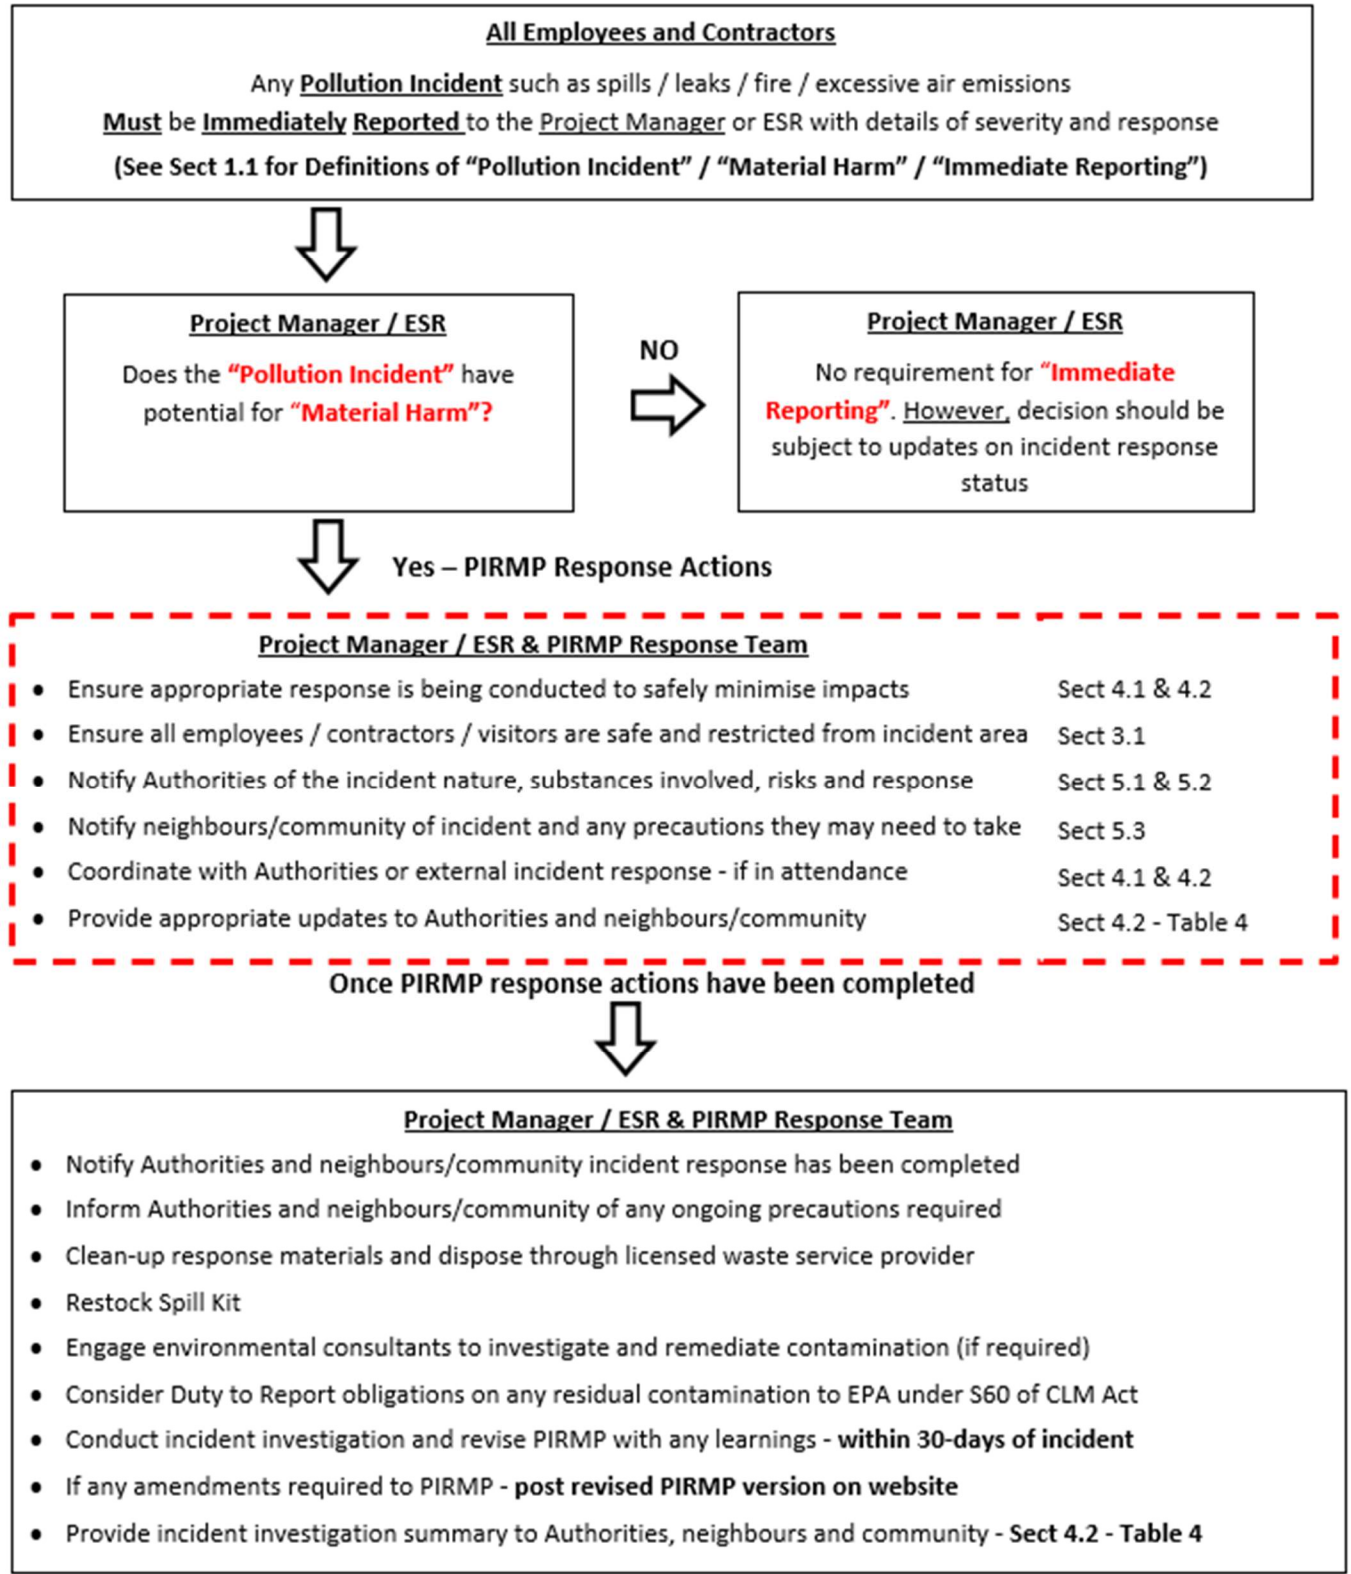 All Employees and Contractors
Any Pollution Incident such as spills / leaks / fire / excessive air emissions
Must be Immediately Reported to the Project Manager or ESR with details of severity and response
(See Sect 1.1 for Definitions of “Pollution Incident” / “Material Harm” / “Immediate Reporting”)
Project Manager / ESR
Does the “Pollution Incident” have
potential for “Material Harm”?
NO
Project Manager / ESR
No requirement for “Immediate
Reporting”. However, decision should be
subject to updates on incident response
status
Yes – PIRMP Response Actions
Project Manager / ESR & PIRMP Response Team
• Ensure appropriate response is being conducted to safely minimise impacts Sect 4.1 & 4.2
• Ensure all employees / contractors / visitors are safe and restricted from incident area Sect 3.1
• Notify Authorities of the incident nature, substances involved, risks and response Sect 5.1 & 5.2
• Notify neighbours/community of incident and any precautions they may need to take Sect 5.3
• Coordinate with Authorities or external incident response - if in attendance Sect 4.1 & 4.2
• Provide appropriate updates to Authorities and neighbours/community Sect 4.2 - Table 4
Once PIRMP response actions have been completed
Project Manager / ESR & PIRMP Response Team
• Notify Authorities and neighbours/community incident response has been completed
• Inform Authorities and neighbours/community of any ongoing precautions required
• Clean-up response materials and dispose through licensed waste service provider
• Restock Spill Kit
• Engage environmental consultants to investigate and remediate contamination (if required)
• Consider Duty to Report obligations on any residual contamination to EPA under S60 of CLM Act
• Conduct incident investigation and revise PIRMP with any learnings - within 30-days of incident
• If any amendments required to PIRMP - post revised PIRMP version on website
• Provide incident investigation summary to Authorities, neighbours and community - Sect 4.2 - Table 4